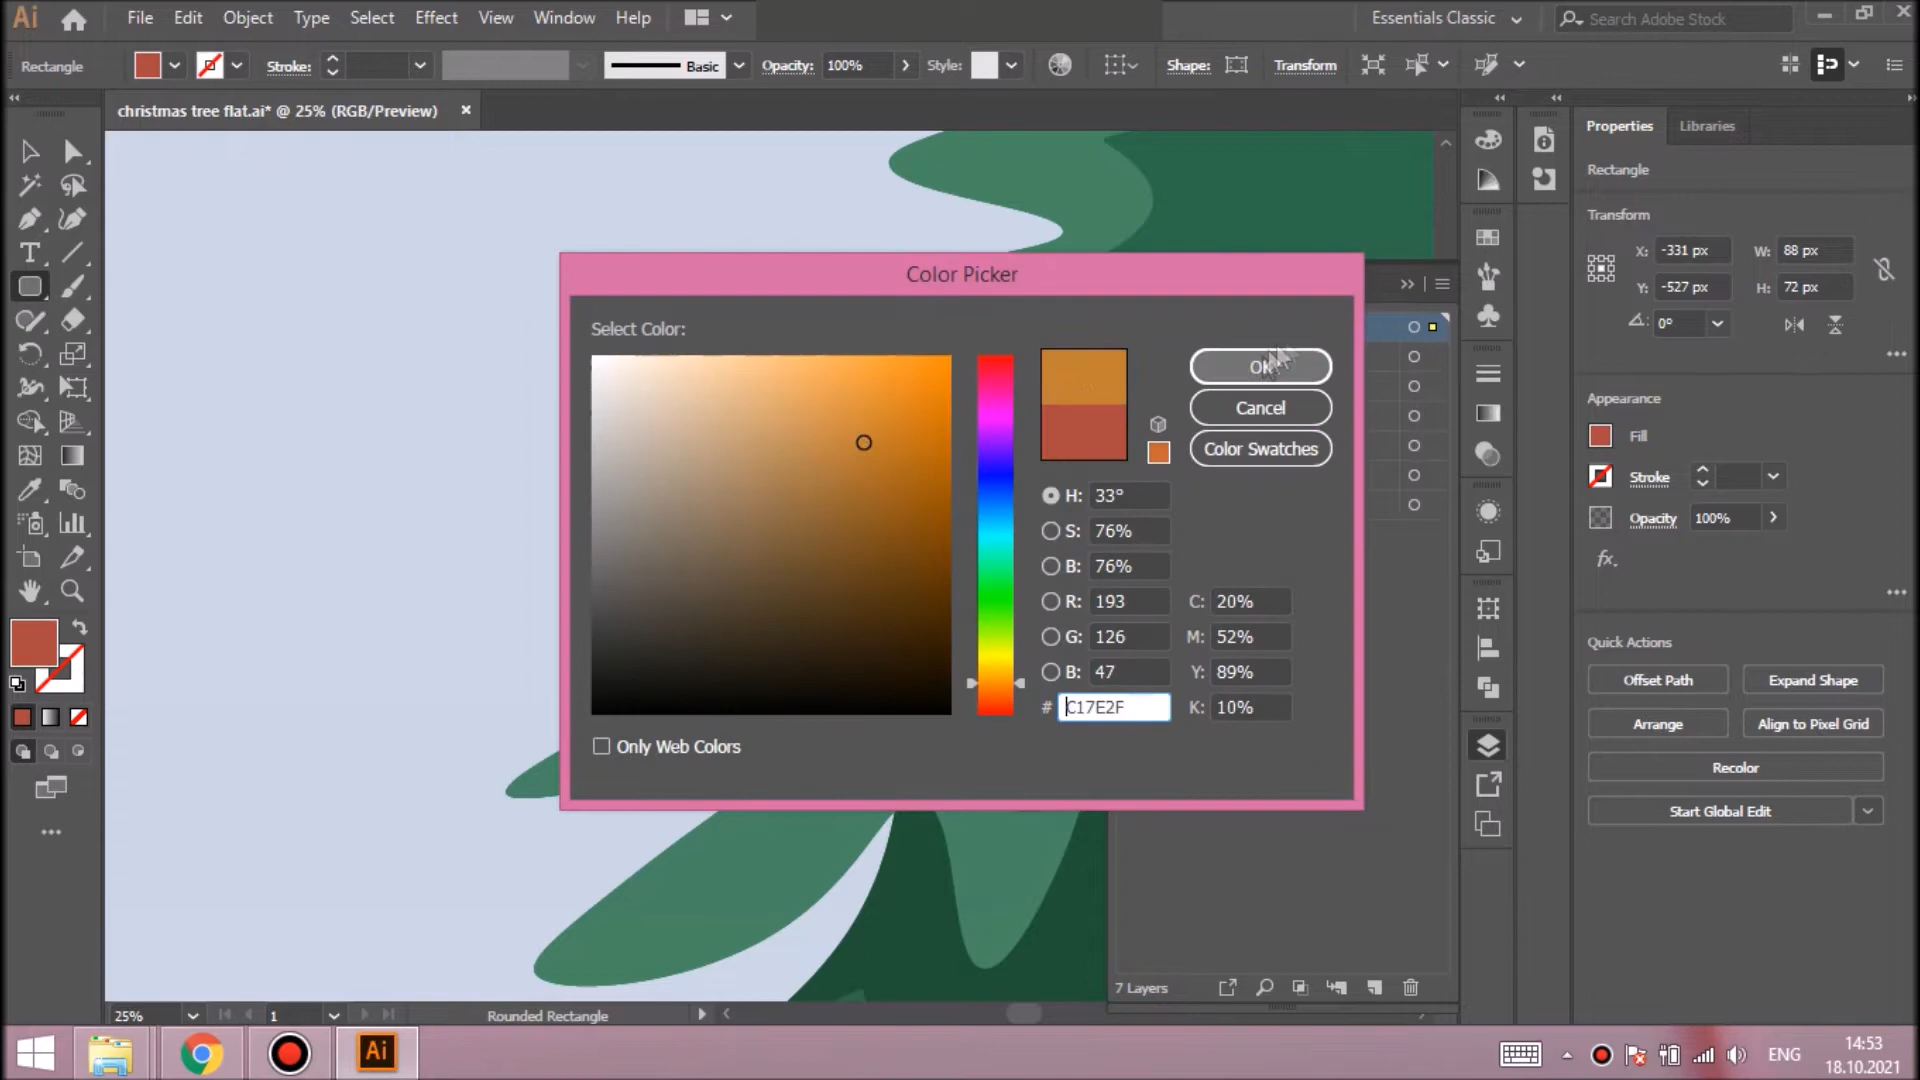 Ai File Edit Object Type Select Effect View Window Help Essentials Classic Search Adobe Stock
Rectangle Stroke: Basic Opacity: 100% Style: Shape: Transform
christmas tree flat.ai* @ 25% (RGB/Preview)
Properties Libraries
Rectangle
Transform
X: -331 px W: 88 px
Y: -527 px H: 72 px
0°
Appearance
Fill
Stroke
Opacity 100%
fx.
Quick Actions
Offset Path Expand Shape
Arrange Align to Pixel Grid
Recolor
Start Global Edit
Color Picker
Select Color:
OK
Cancel
Color Swatches
H: 33°
S: 76%
B: 76%
R: 193 C: 20%
G: 126 M: 52%
B: 47 Y: 89%
# C17E2F K: 10%
Only Web Colors
7 Layers
25% 1 Rounded Rectangle
Ai ENG 14:53
18.10.2021